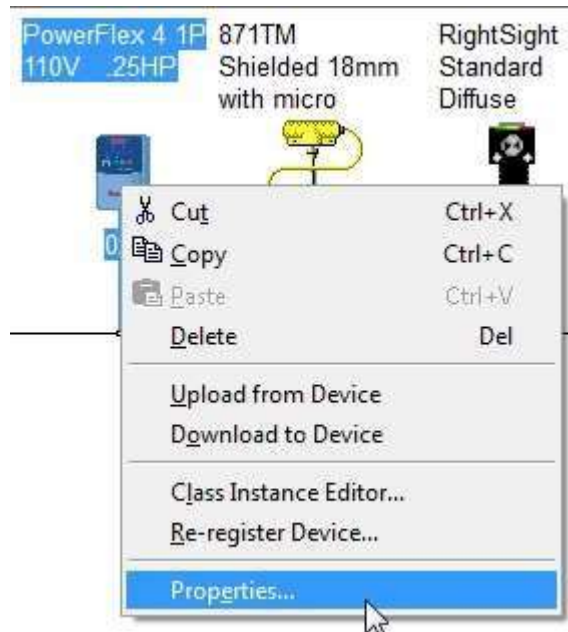 PowerFlex 4 1P 871TM RightSight
110V .25HP Shielded 18mm Standard
with micro Diffuse
Cut Ctrl+X
Copy Ctrl+C
Paste Ctrl+V
Delete Del
Upload from Device
Download to Device
Class Instance Editor...
Re-register Device...
Properties...